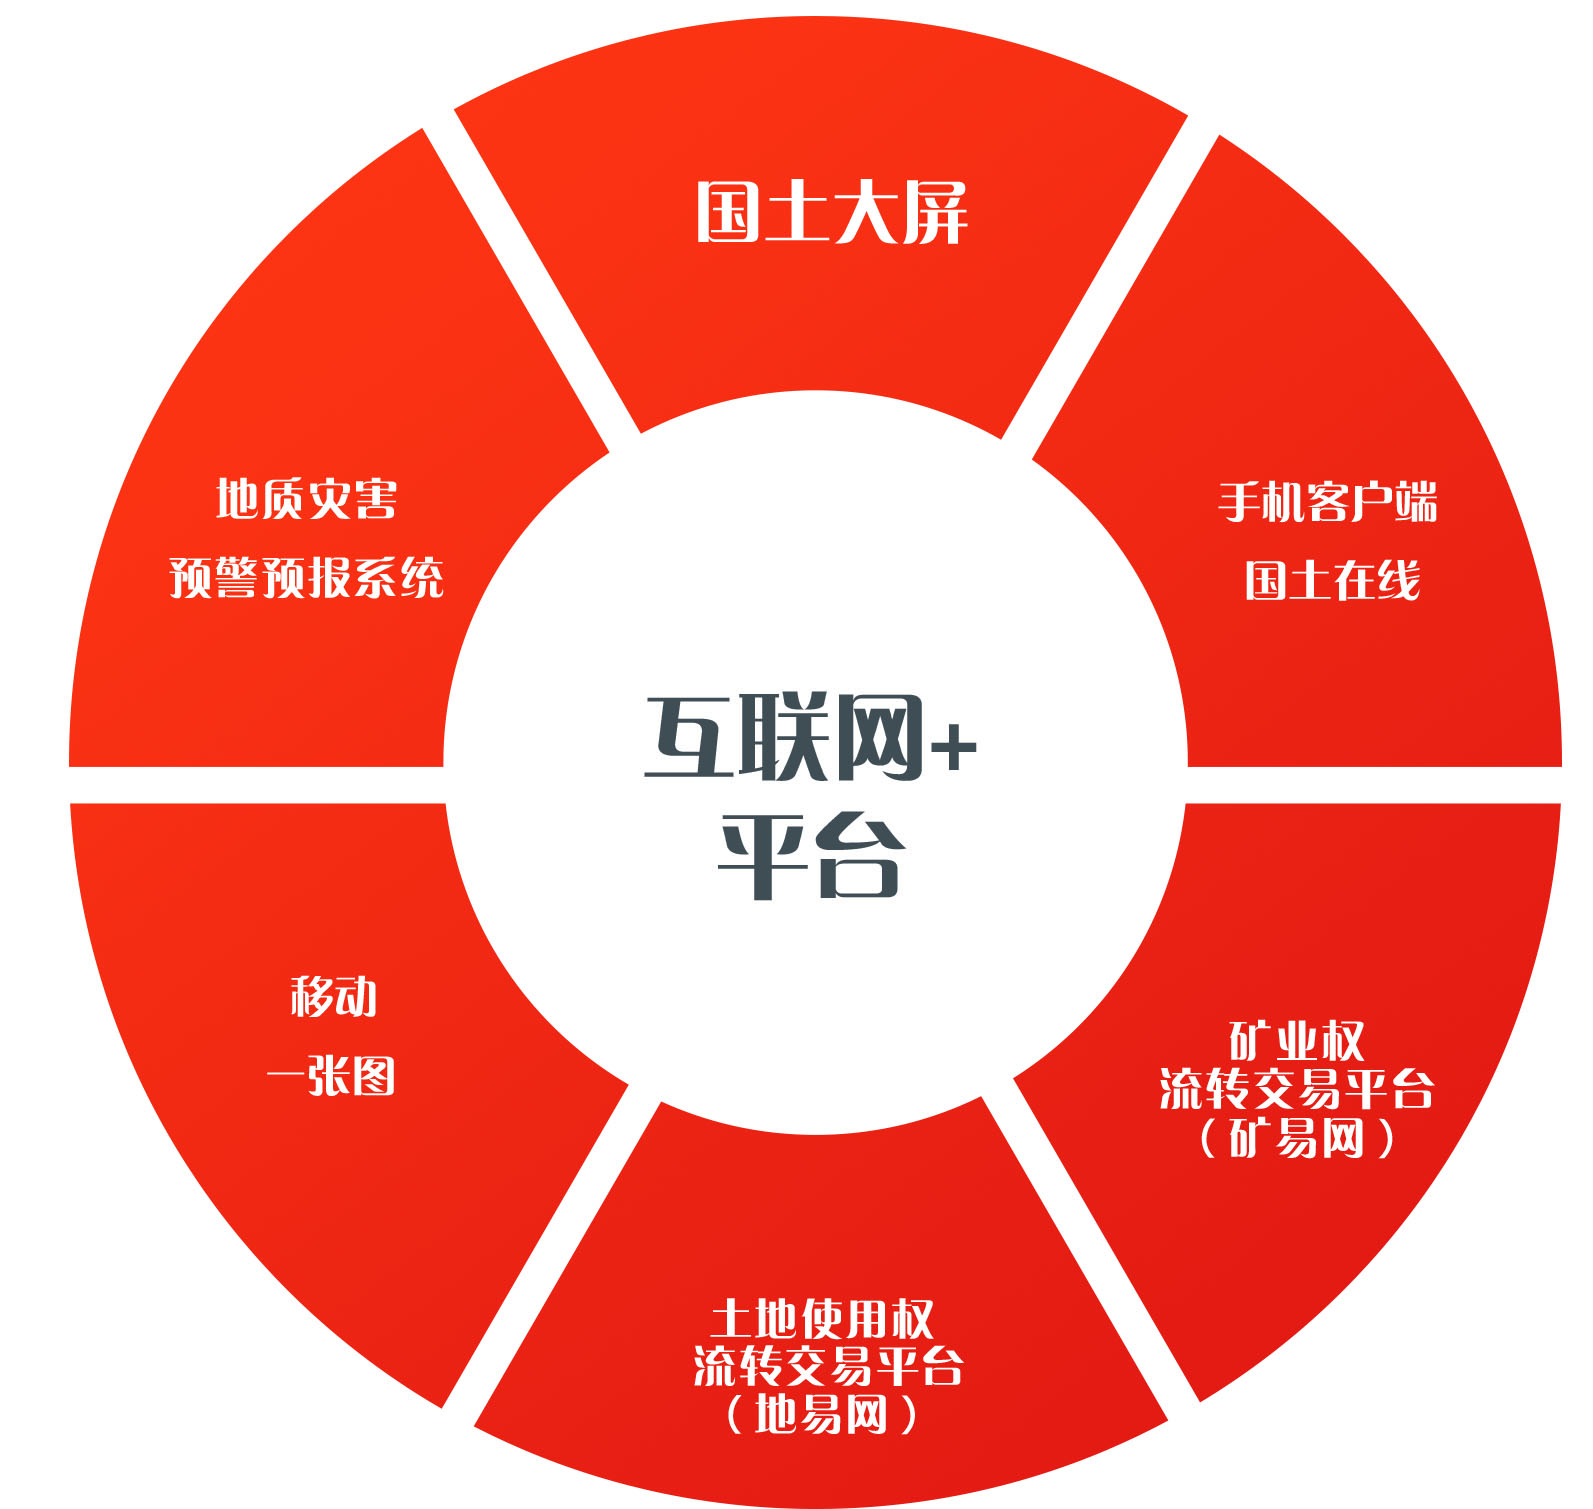 国土大屏
手机客户端
国土在线
矿业权
流转交易平台
（矿易网）
土地使用权
流转交易平台
（地易网）
移动
一张图
地质灾害
预警预报系统
互联网+
平台